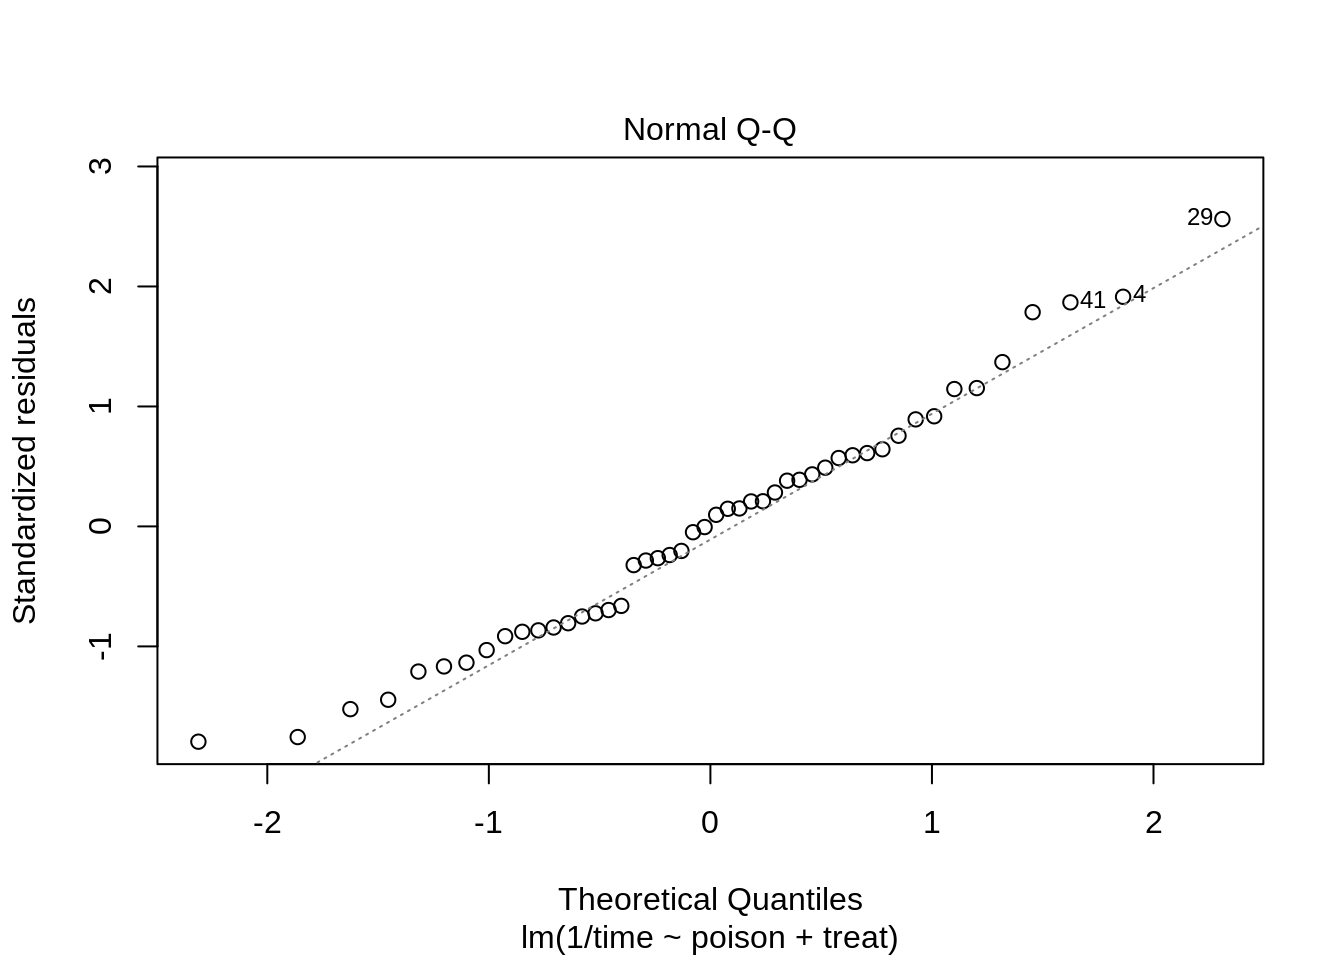 Normal Q-Q
Standardized residuals
3
2
1
0
-1
29
41
4
-2 -1 0 1 2
Theoretical Quantiles
lm(1/time ~ poison + treat)